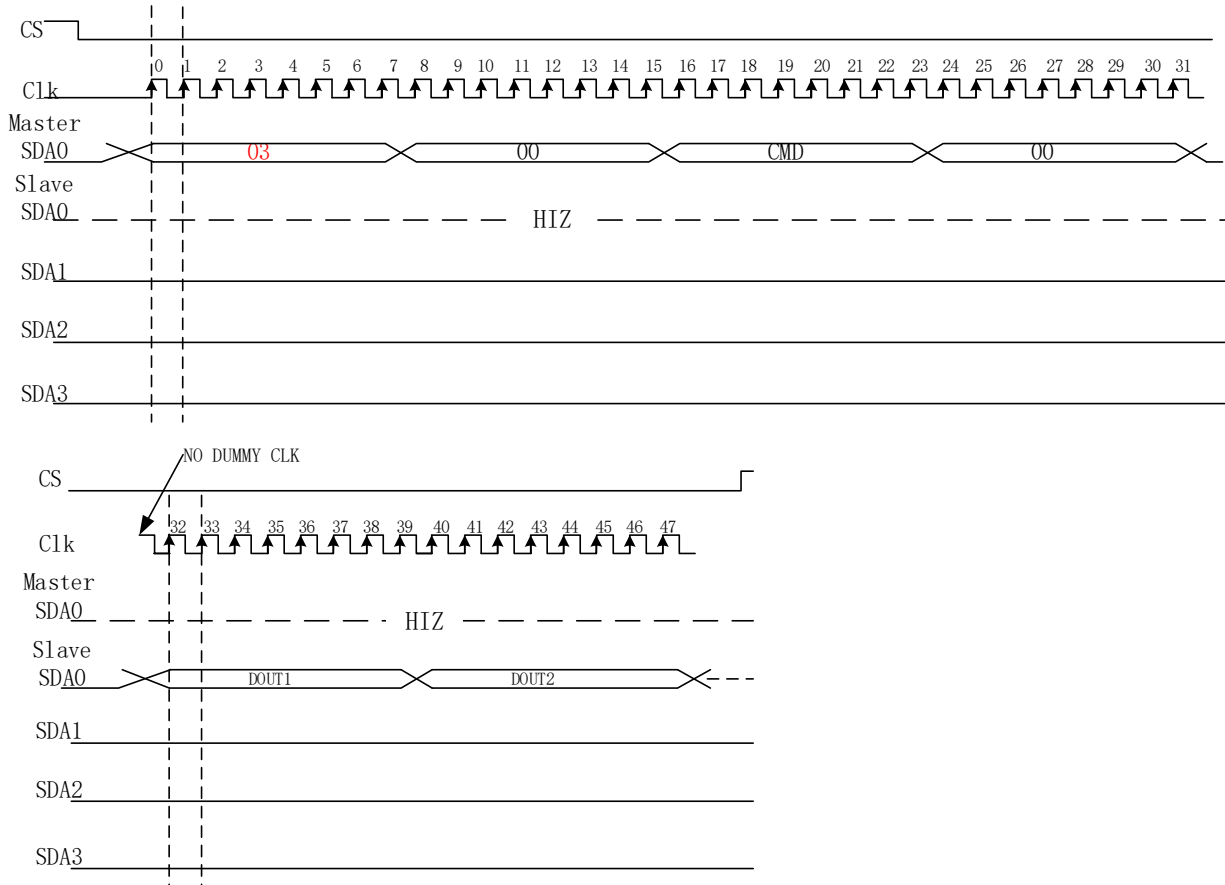 CS
0 1 2 3 4 5 6 7 8 9 10 11 12 13 14 15 16 17 18 19 20 21 22 23 24 25 26 27 28 29 30 31
Clk
Master
SDA0 03 00 CMD 00
Slave
SDA0 HIZ
SDA1
SDA2
SDA3
NO DUMMY CLK
CS
32 33 34 35 36 37 38 39 40 41 42 43 44 45 46 47
Clk
Master
SDA0 HIZ
Slave
SDA0 DOUT1 DOUT2
SDA1
SDA2
SDA3